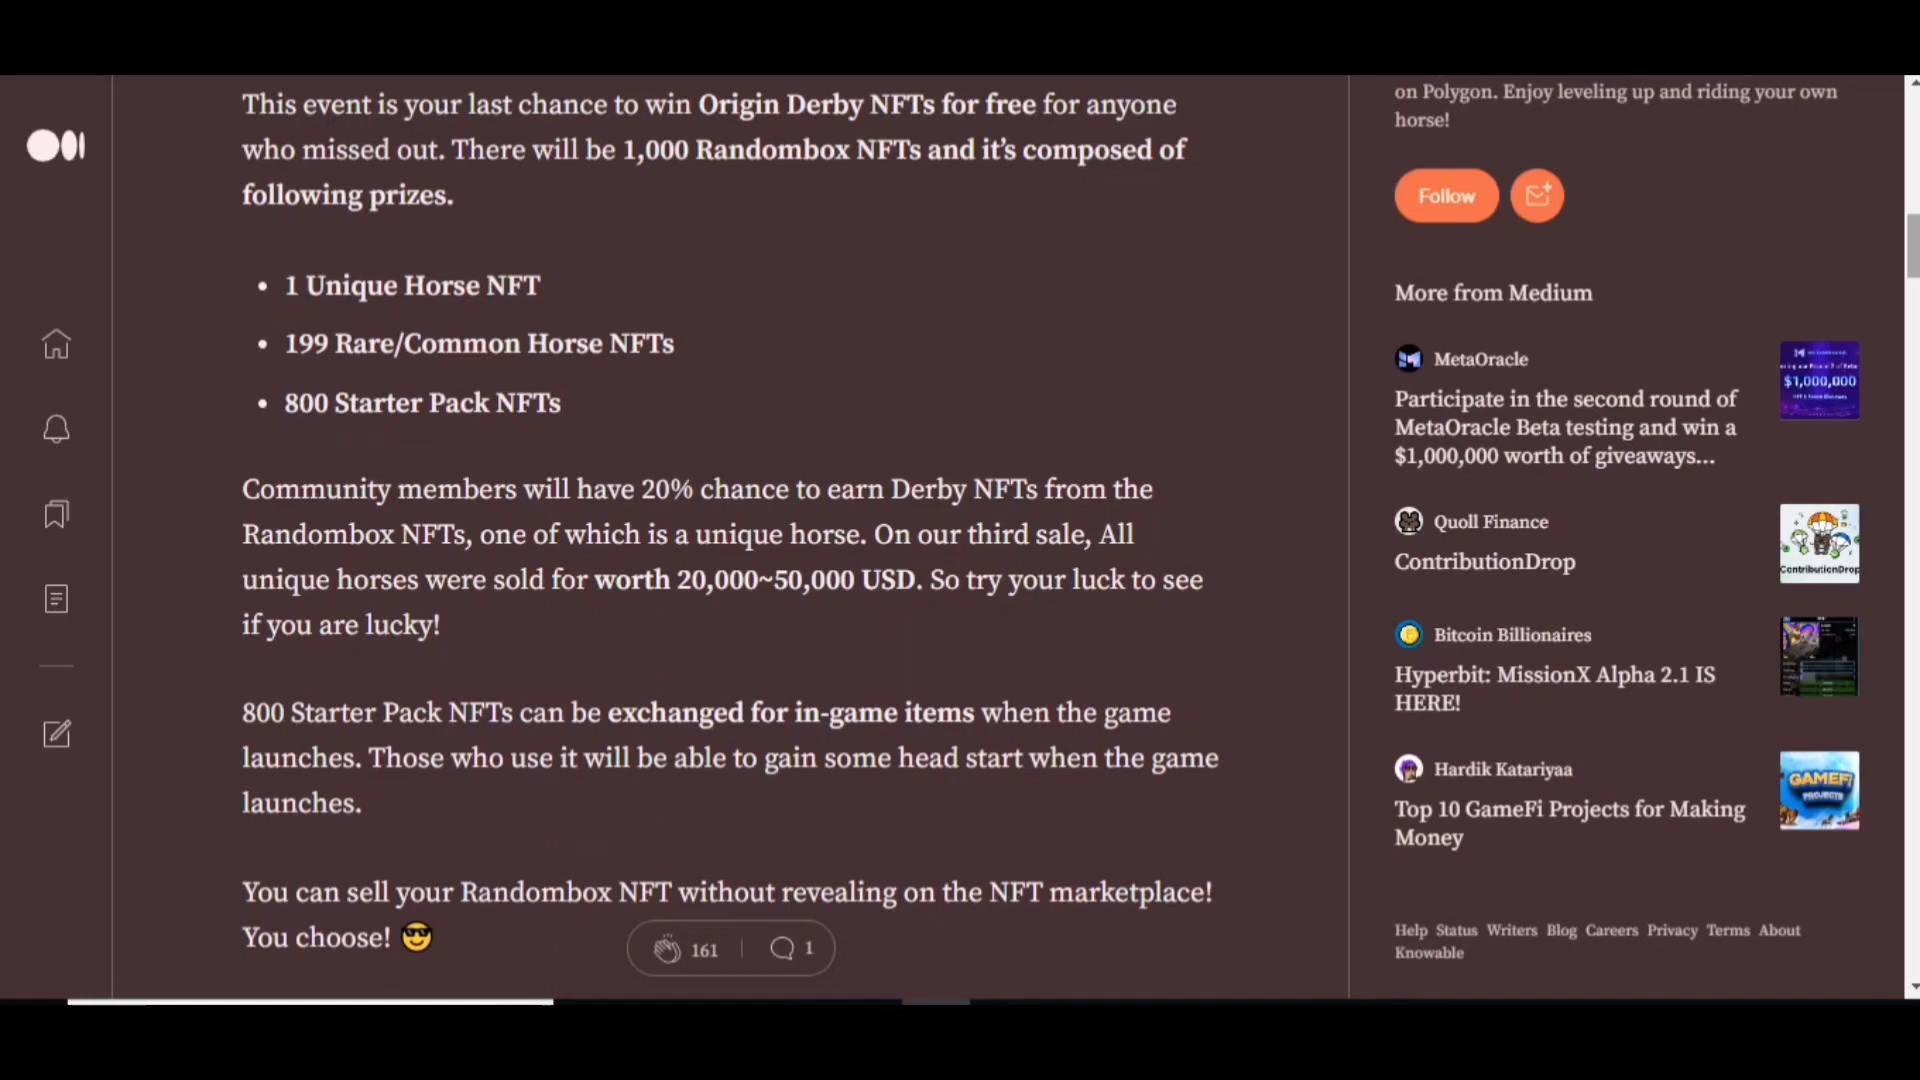 This event is your last chance to win Origin Derby NFTs for free for anyone
who missed out. There will be 1,000 Randombox NFTs and it’s composed of
following prizes.
• 1 Unique Horse NFT
• 199 Rare/Common Horse NFTs
• 800 Starter Pack NFTs
Community members will have 20% chance to earn Derby NFTs from the
Randombox NFTs, one of which is a unique horse. On our third sale, All
unique horses were sold for worth 20,000~50,000 USD. So try your luck to see
if you are lucky!
800 Starter Pack NFTs can be exchanged for in-game items when the game
launches. Those who use it will be able to gain some head start when the game
launches.
You can sell your Randombox NFT without revealing on the NFT marketplace!
You choose! 😎
161
1
on Polygon. Enjoy leveling up and riding your own
horse!
Follow
More from Medium
MetaOracle
Participate in the second round of
MetaOracle Beta testing and win a
$1,000,000 worth of giveaways...
$1,000,000
Quoll Finance
ContributionDrop
ContributionDrop
Bitcoin Billionaires
Hyperbit: MissionX Alpha 2.1 IS
HERE!
Hardik Katariyaa
Top 10 GameFi Projects for Making
Money
GAMEFI
PROJECTS
Help Status Writers Blog Careers Privacy Terms About
Knowable